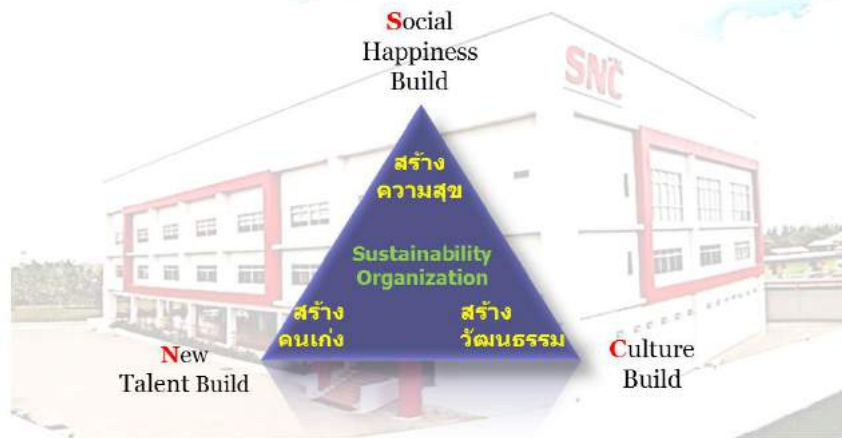 Social
Happiness
Build
SNC
สร้าง
ความสุข
Sustainability
Organization
สร้าง
คนเก่ง
สร้าง
วัฒนธรรม
New
Talent Build
Culture
Build